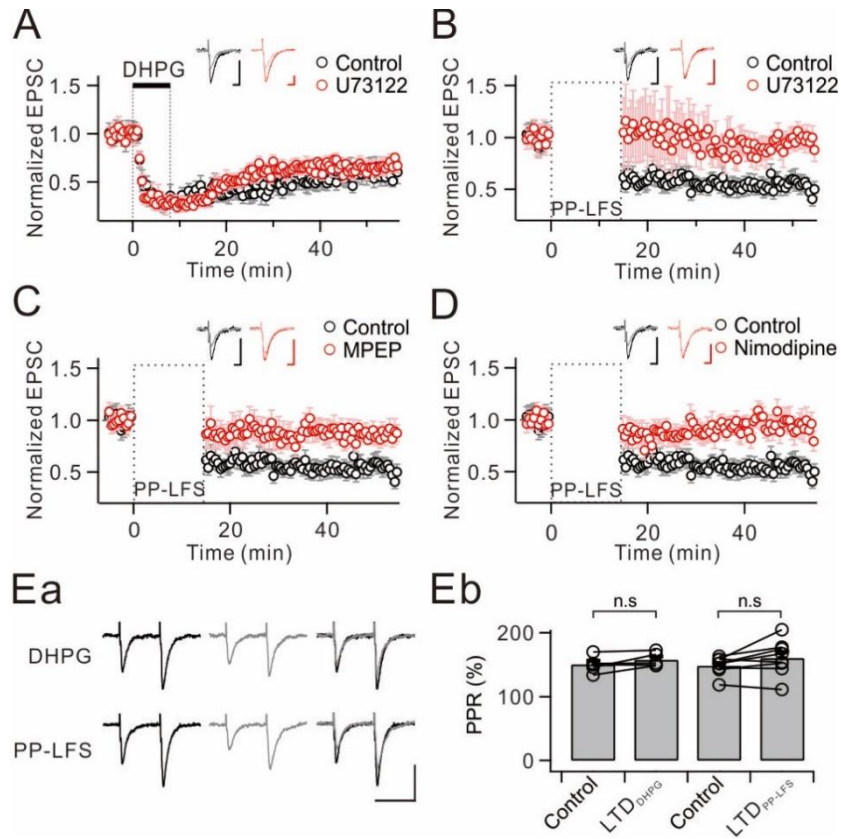 A
DHPG
Control
U73122
Normalized EPSC
1.5
1.0
0.5
0
20
40
Time (min)
B
Control
U73122
Normalized EPSC
1.5
1.0
0.5
PP-LFS
0
20
40
Time (min)
C
Control
MPEP
Normalized EPSC
1.5
1.0
0.5
PP-LFS
0
20
40
Time (min)
D
Control
Nimodipine
Normalized EPSC
1.5
1.0
0.5
PP-LFS
0
20
40
Time (min)
Ea
DHPG
PP-LFS
Eb
n.s
n.s
PPR (%)
200
100
0
Control
LTD DHPG
Control
LTD PP-LFS